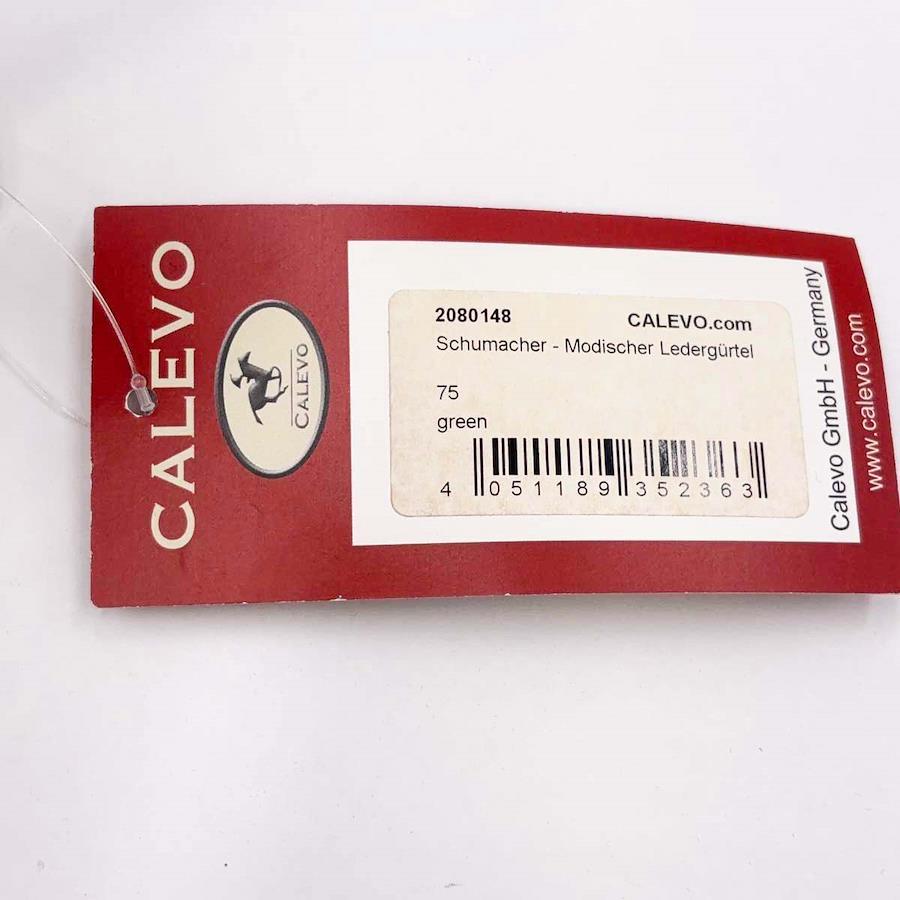 CALEVO
CALEVO
2080148 CALEVO.com
Schumacher - Modischer Ledergürtel
75
green
4 051189 352363
Calevo GmbH - Germany
www.calevo.com